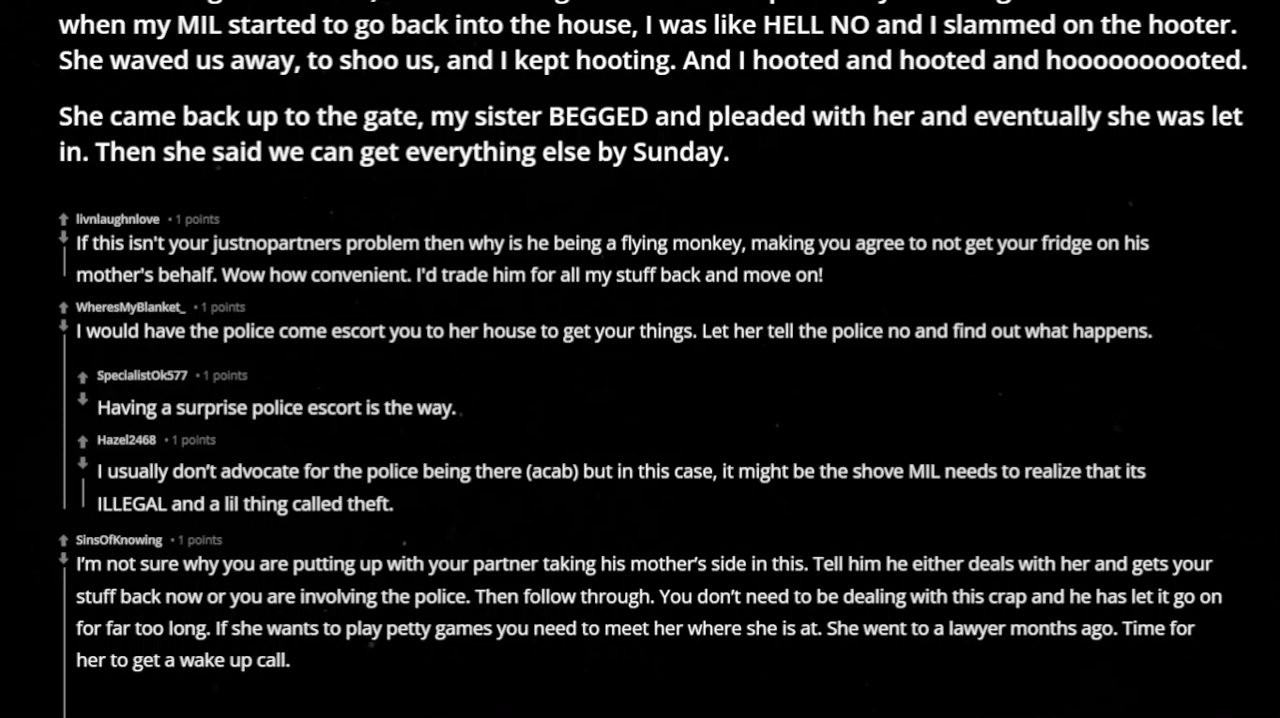 when my MIL started to go back into the house, I was like HELL NO and I slammed on the hooter.
She waved us away, to shoo us, and I kept hooting. And I hooted and hooted and hoooooooooted.
She came back up to the gate, my sister BEGGED and pleaded with her and eventually she was let
in. Then she said we can get everything else by Sunday.
livnlaughnlove • 1 points
If this isn't your justnopartners problem then why is he being a flying monkey, making you agree to not get your fridge on his
mother's behalf. Wow how convenient. I'd trade him for all my stuff back and move on!
WheresMyBlanket_ • 1 points
I would have the police come escort you to her house to get your things. Let her tell the police no and find out what happens.
SpecialistOk577 • 1 points
Having a surprise police escort is the way.
Hazel2468 • 1 points
I usually don't advocate for the police being there (acab) but in this case, it might be the shove MIL needs to realize that its
ILLEGAL and a lil thing called theft.
SinsOfKnowing • 1 points
I'm not sure why you are putting up with your partner taking his mother's side in this. Tell him he either deals with her and gets your
stuff back now or you are involving the police. Then follow through. You don't need to be dealing with this crap and he has let it go on
for far too long. If she wants to play petty games you need to meet her where she is at. She went to a lawyer months ago. Time for
her to get a wake up call.